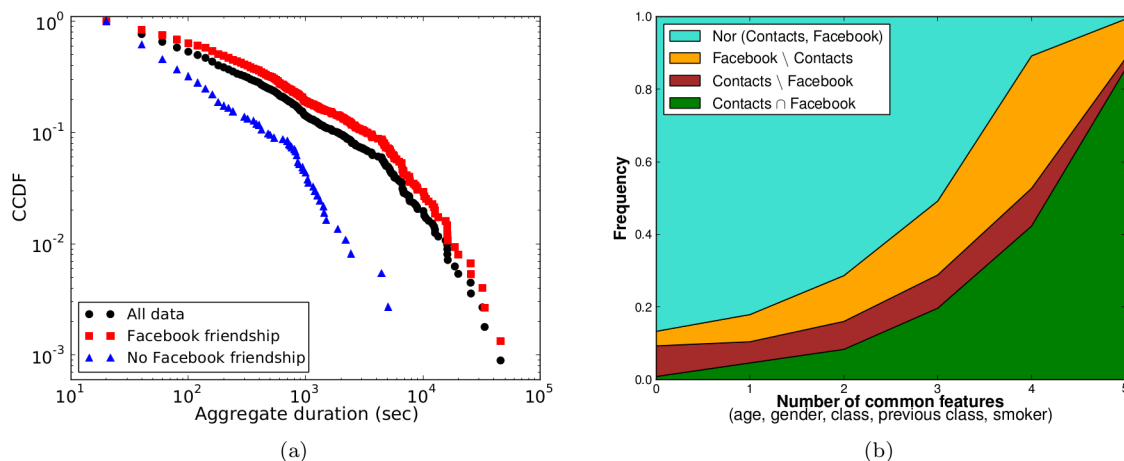 10^0
10^-1
10^-2
10^-3
CCDF
All data
Facebook friendship
No Facebook friendship
10^1 10^2 10^3 10^4 10^5
Aggregate duration (sec)
(a)
1.0
0.8
0.6
0.4
0.2
0.0
Frequency
Nor (Contacts, Facebook)
Facebook \ Contacts
Contacts \ Facebook
Contacts ∩ Facebook
0 1 2 3 4 5
Number of common features
(age, gender, class, previous class, smoker)
(b)